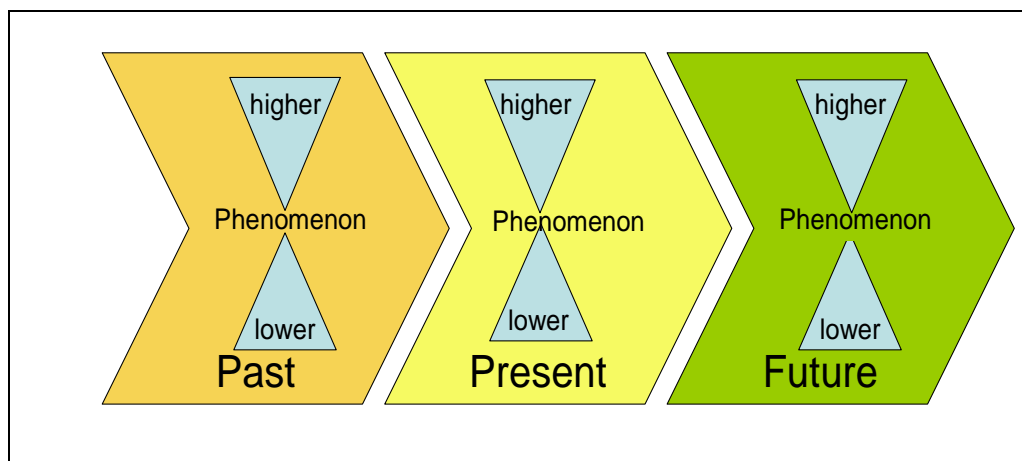 higher
Phenomenon
lower
Past
higher
Phenomenon
lower
Present
higher
Phenomenon
lower
Future